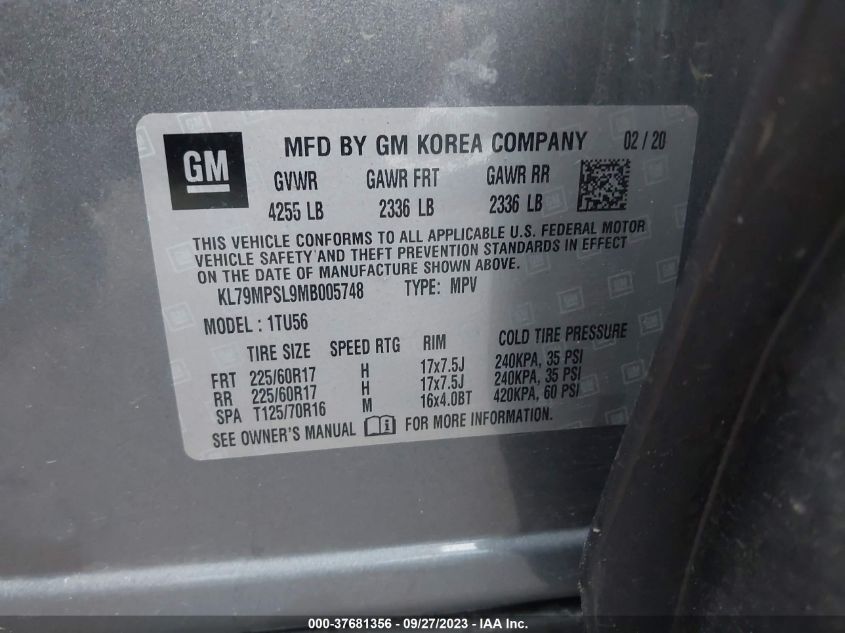 GM
MFD BY GM KOREA COMPANY 02 / 20
GVWR GAWR FRT GAWR RR
4255 LB 2336 LB 2336 LB
THIS VEHICLE CONFORMS TO ALL APPLICABLE U.S. FEDERAL MOTOR
VEHICLE SAFETY AND THEFT PREVENTION STANDARDS IN EFFECT
ON THE DATE OF MANUFACTURE SHOWN ABOVE.
KL79MPSL9MB005748 TYPE: MPV
MODEL : 1TU56
TIRE SIZE SPEED RTG RIM COLD TIRE PRESSURE
FRT 225/60R17 H 17x7.5J 240KPA, 35 PSI
RR 225/60R17 H 17x7.5J 240KPA, 35 PSI
SPA T125/70R16 M 16x4.0BT 420KPA, 60 PSI
SEE OWNER'S MANUAL i FOR MORE INFORMATION.
000-37681356 - 09/27/2023 - IAA Inc.